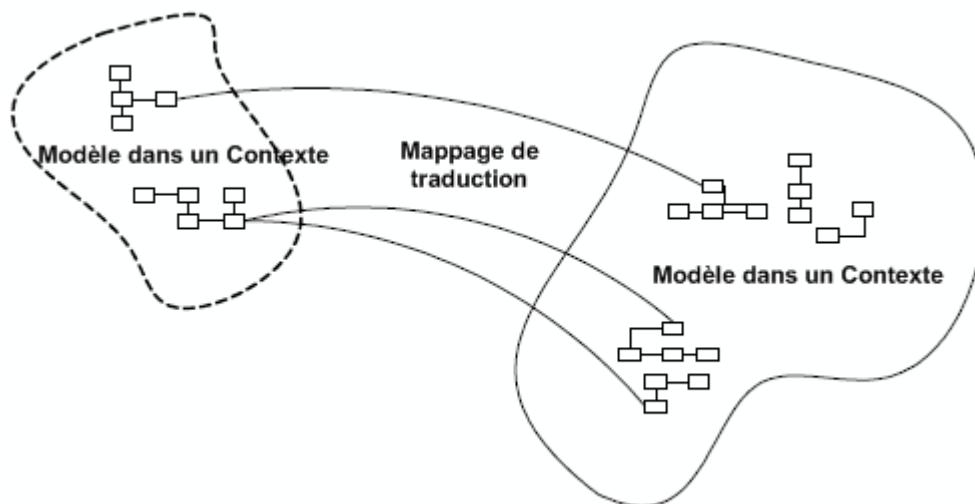 Modèle dans un Contexte
Mappage de
traduction
Modèle dans un Contexte